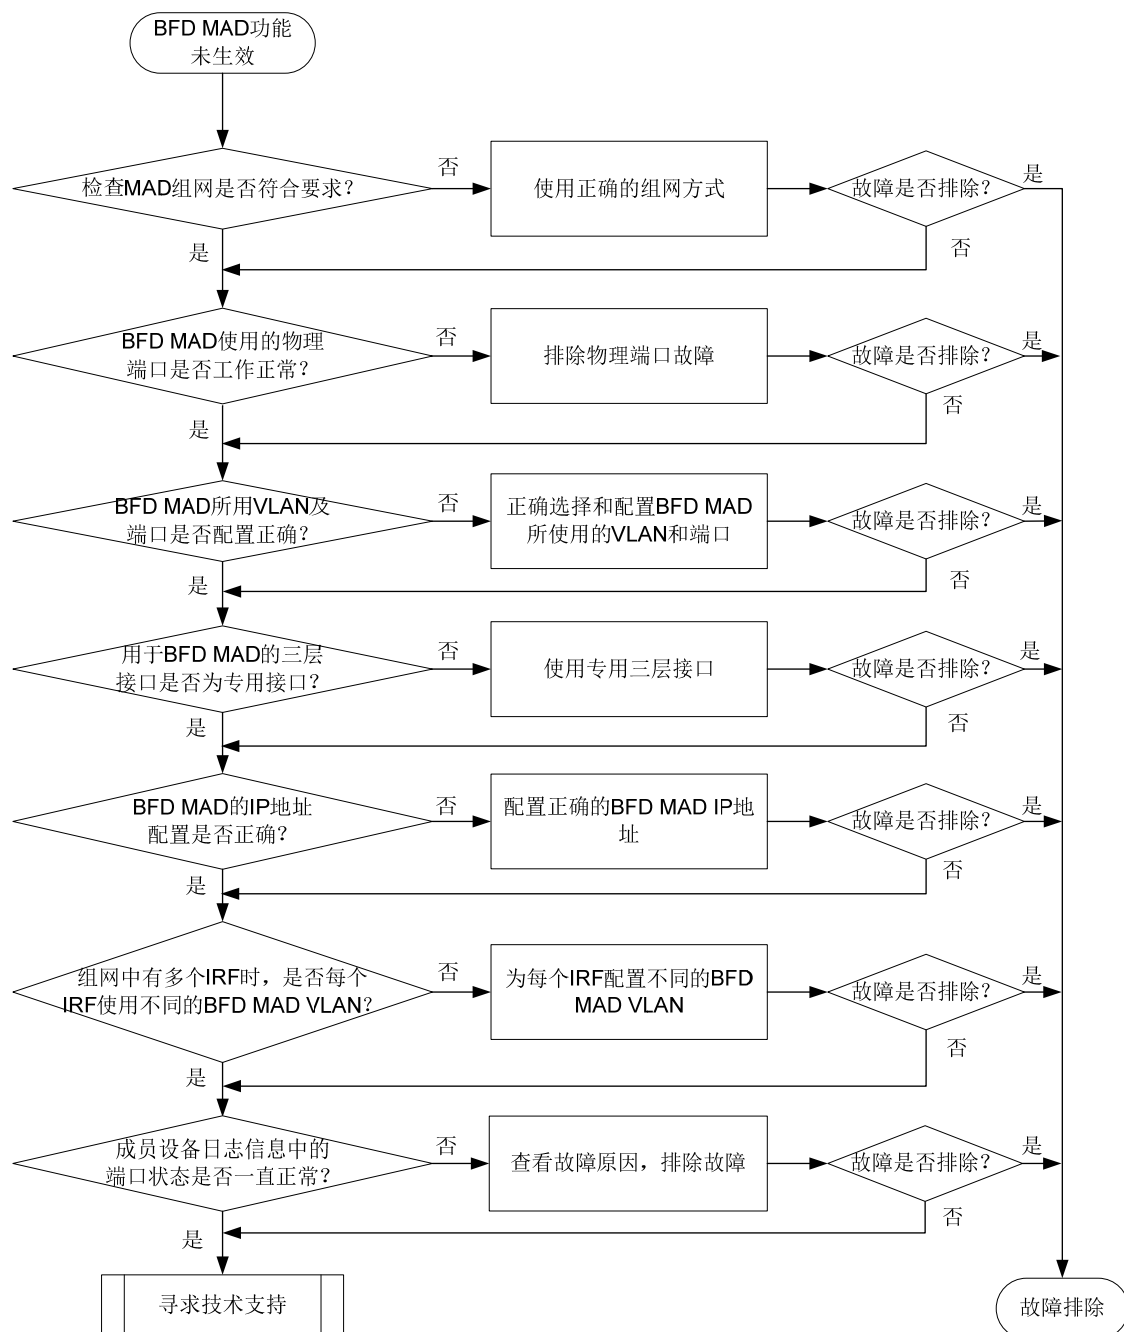 BFD MAD功能
未生效
检查MAD组网是否符合要求？
否
使用正确的组网方式
故障是否排除？
是
是
否
BFD MAD使用的物理
端口是否工作正常？
否
排除物理端口故障
故障是否排除？
是
是
否
BFD MAD所用VLAN及
端口是否配置正确？
否
正确选择和配置BFD MAD
所使用的VLAN和端口
故障是否排除？
是
是
否
用于BFD MAD的三层
接口是否为专用接口？
否
使用专用三层接口
故障是否排除？
是
是
否
BFD MAD的IP地址
配置是否正确？
否
配置正确的BFD MAD IP地
址
故障是否排除？
是
是
否
组网中有多个IRF时，是否每个
IRF使用不同的BFD MAD VLAN？
否
为每个IRF配置不同的BFD
MAD VLAN
故障是否排除？
是
是
否
成员设备日志信息中的
端口状态是否一直正常？
否
查看故障原因，排除故障
故障是否排除？
是
是
否
寻求技术支持
故障排除